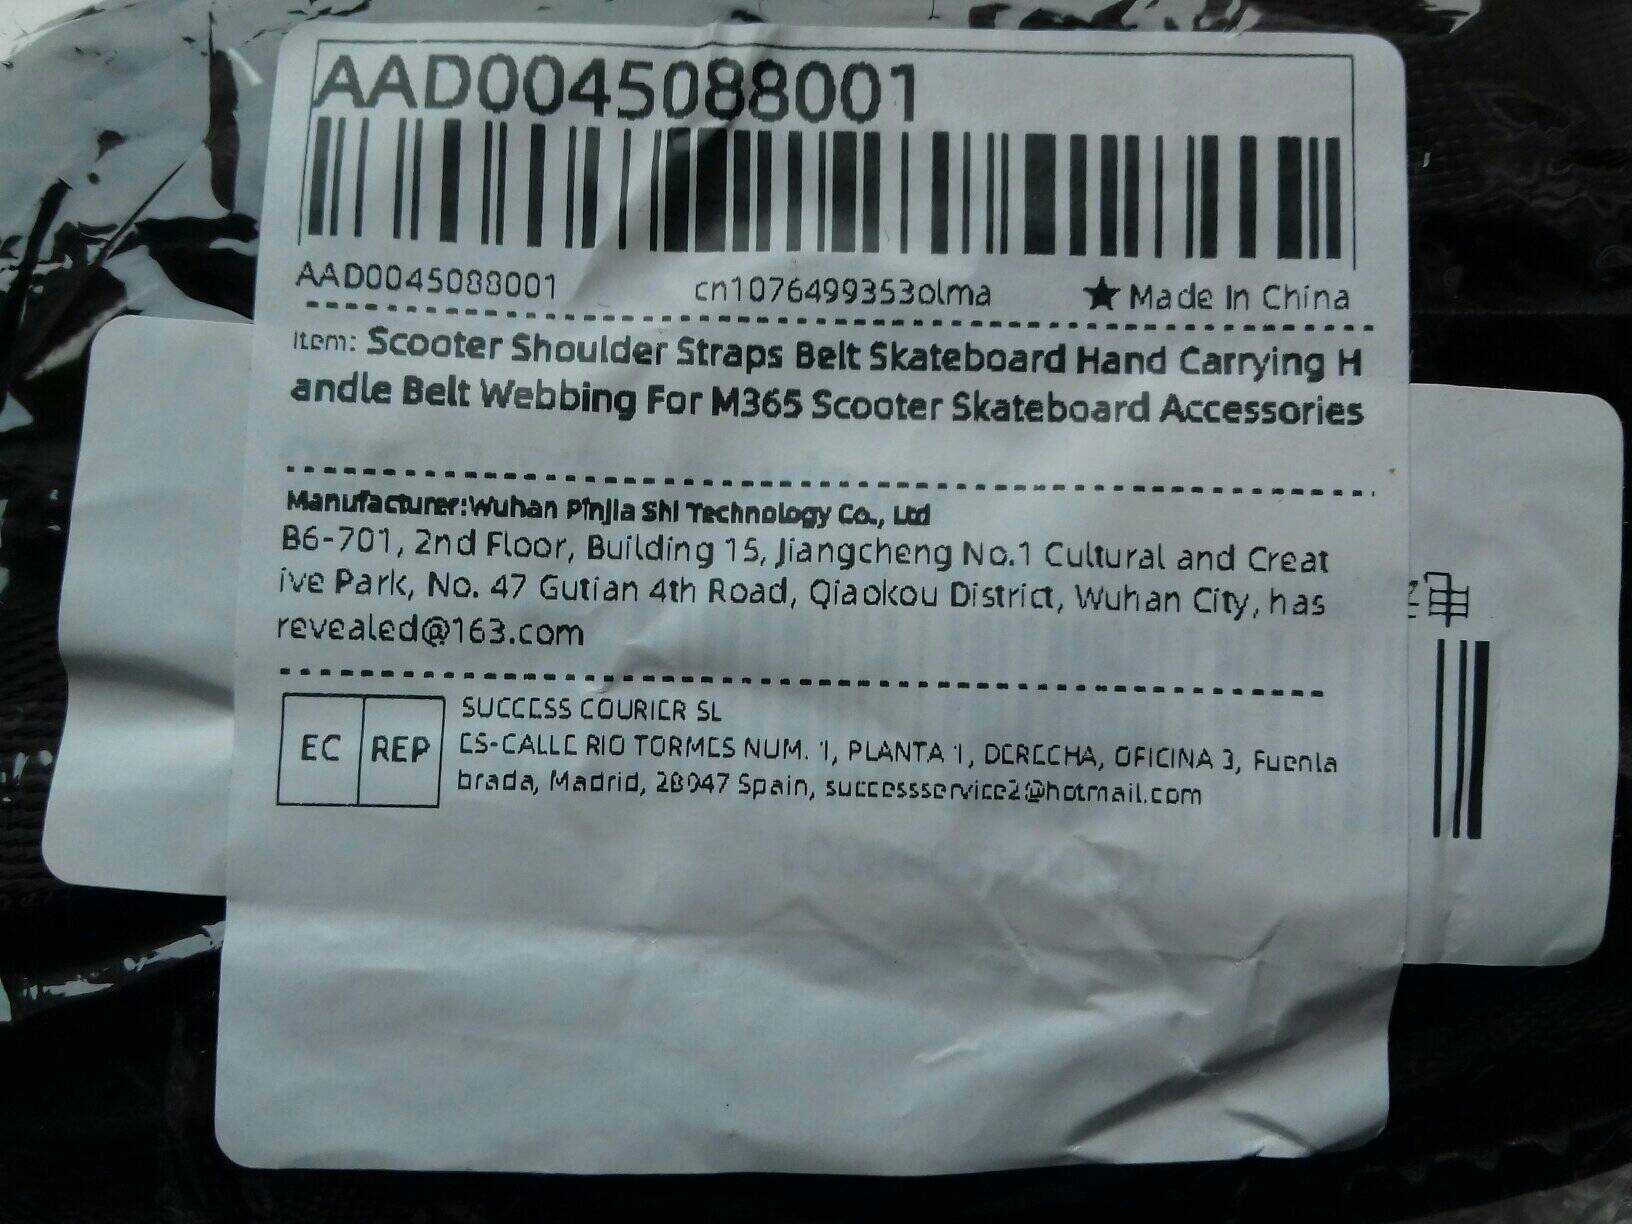 AAD0045088001
AAD0045088001 cn1076499353olma ★ Made In China
Item: Scooter Shoulder Straps Belt Skateboard Hand Carrying H
andle Belt Webbing For M365 Scooter Skateboard Accessories
Manufacturer:Wuhan Pinjia Shi Technology Co., Ltd
B6-701, 2nd Floor, Building 15, Jiangcheng No.1 Cultural and Creat
ive Park, No. 47 Gutian 4th Road, Qiaokou District, Wuhan City, has
revealed@163.com
EC REP
SUCCESS COURIER SL
ES-CALLE RIO TORMES NUM. 1, PLANTA 1, DERECHA, OFICINA 3, Fuenla
brada, Madrid, 28947 Spain, successservice2@hotmail.com